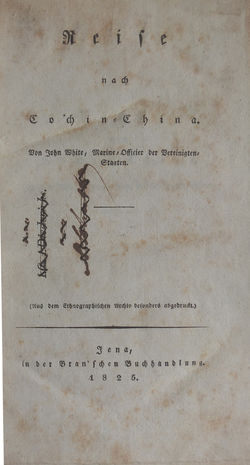 Reise
nach
Cochin-China.
Von John White, Marine-Officier der Vereinigten-
Staaten.
(Aus dem Ethnographischen Archiv besonders abgedruckt.)
Jena,
in der Bran'schen Buchhandlung.
1825.